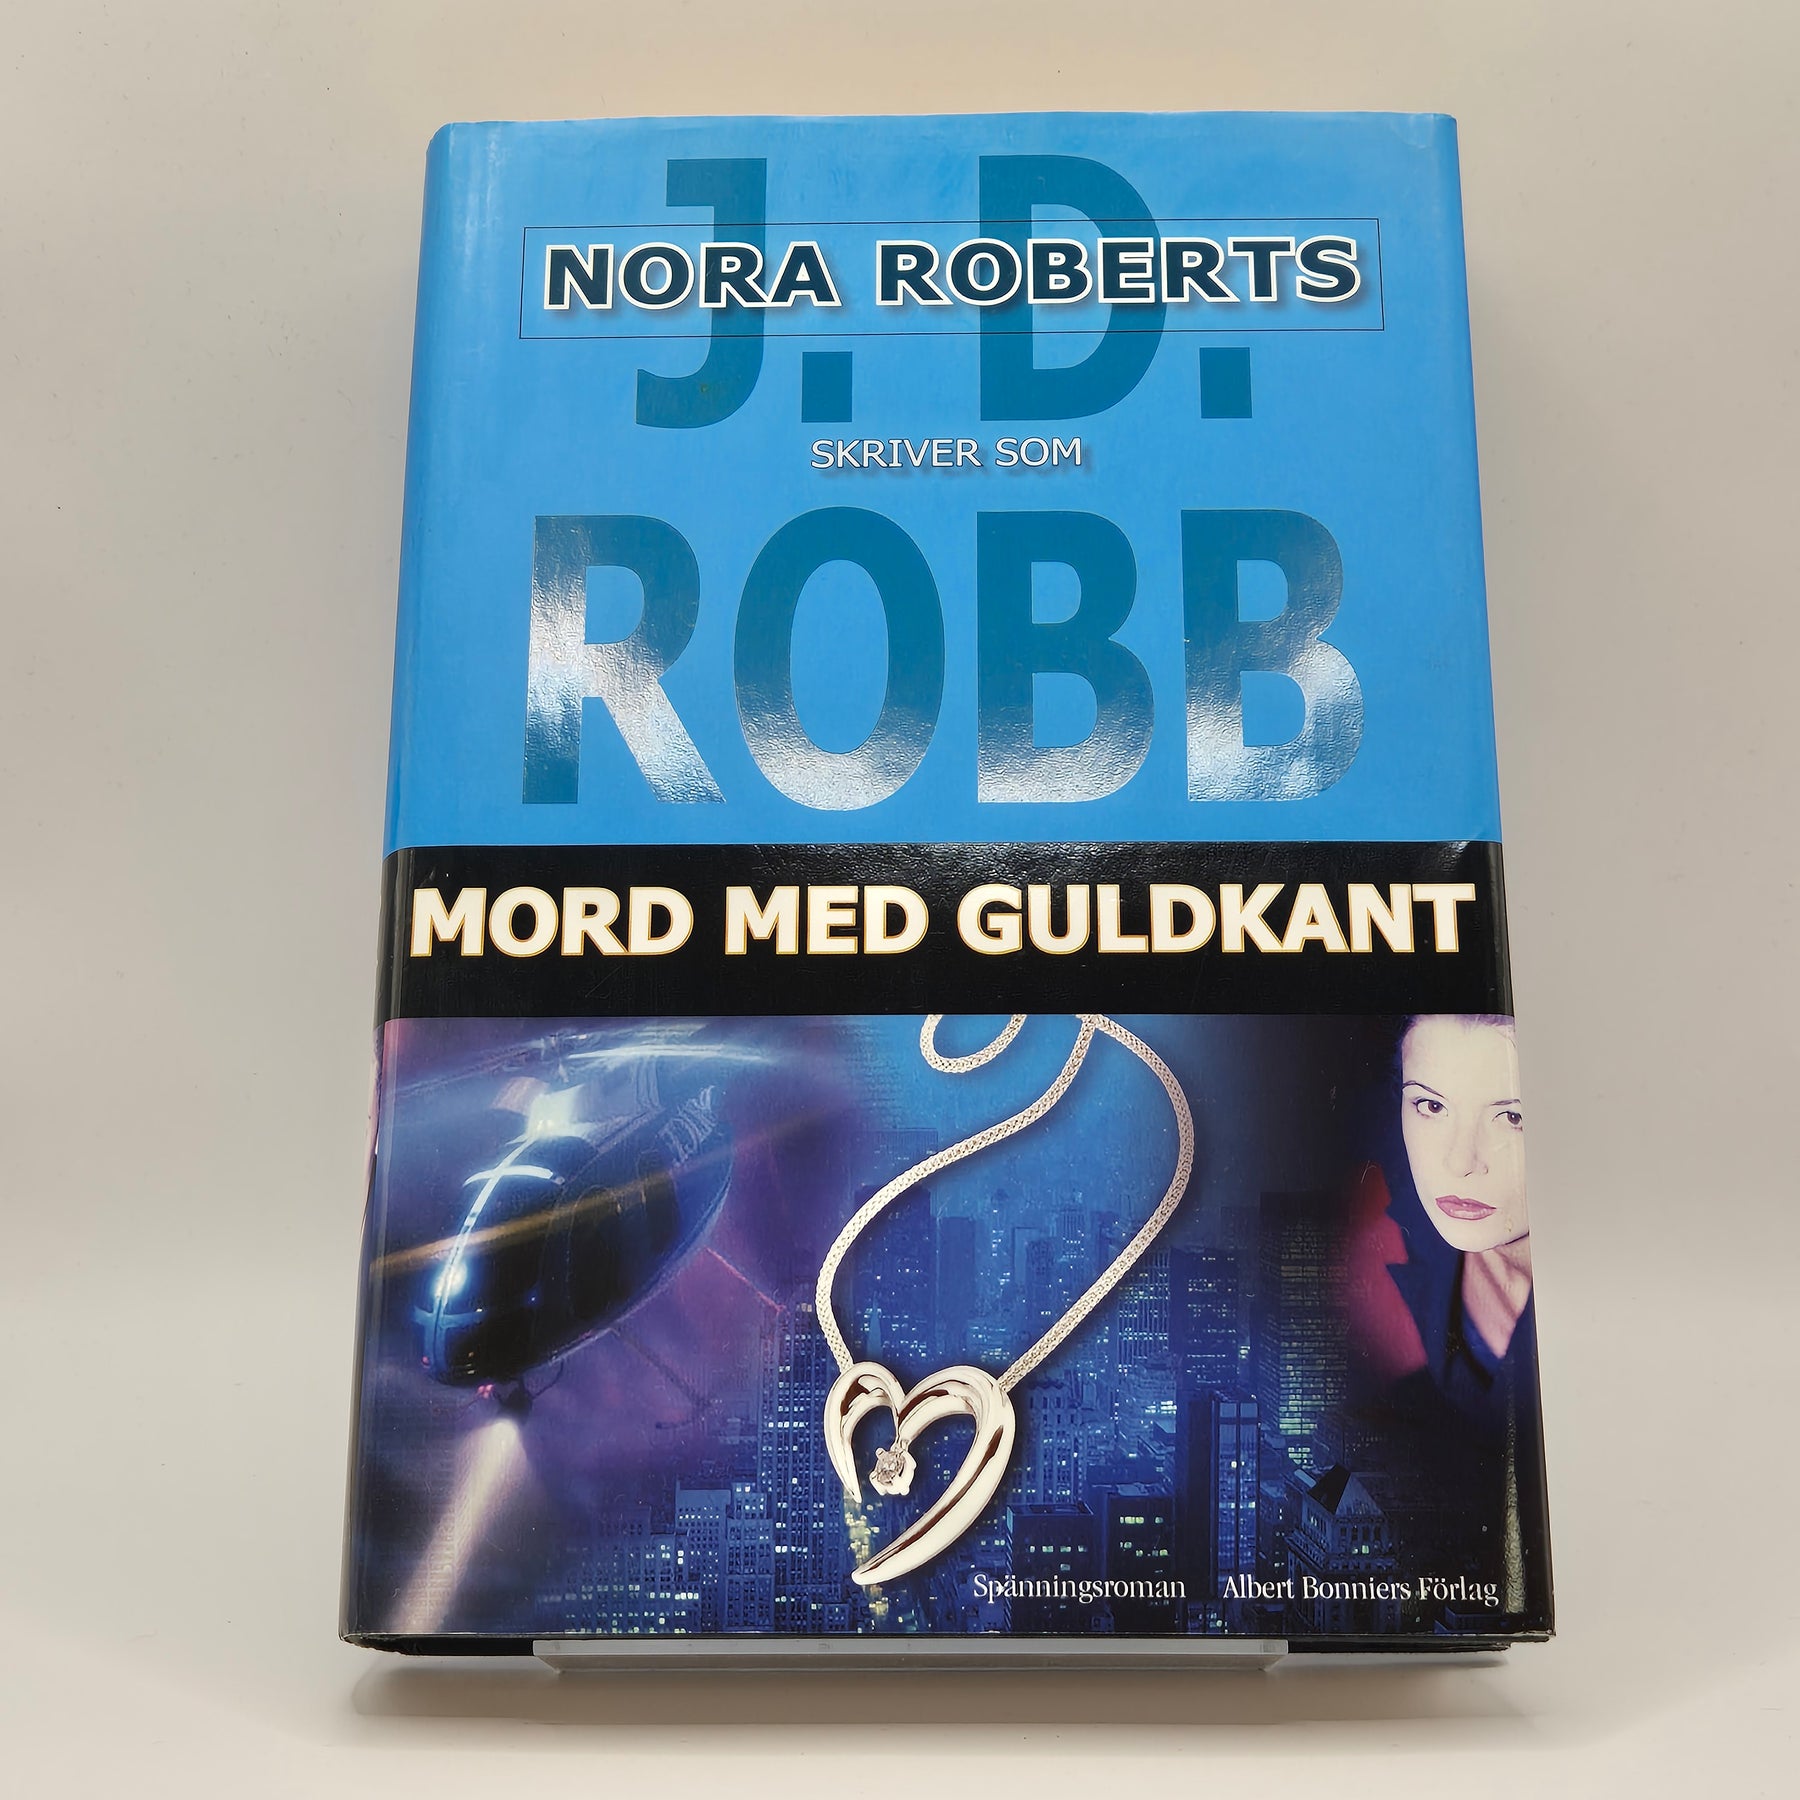 J. D.
NORA ROBERTS
SKRIVER SOM
ROBB
MORD MED GULDKANT
Spänningsroman Albert Bonniers Förlag